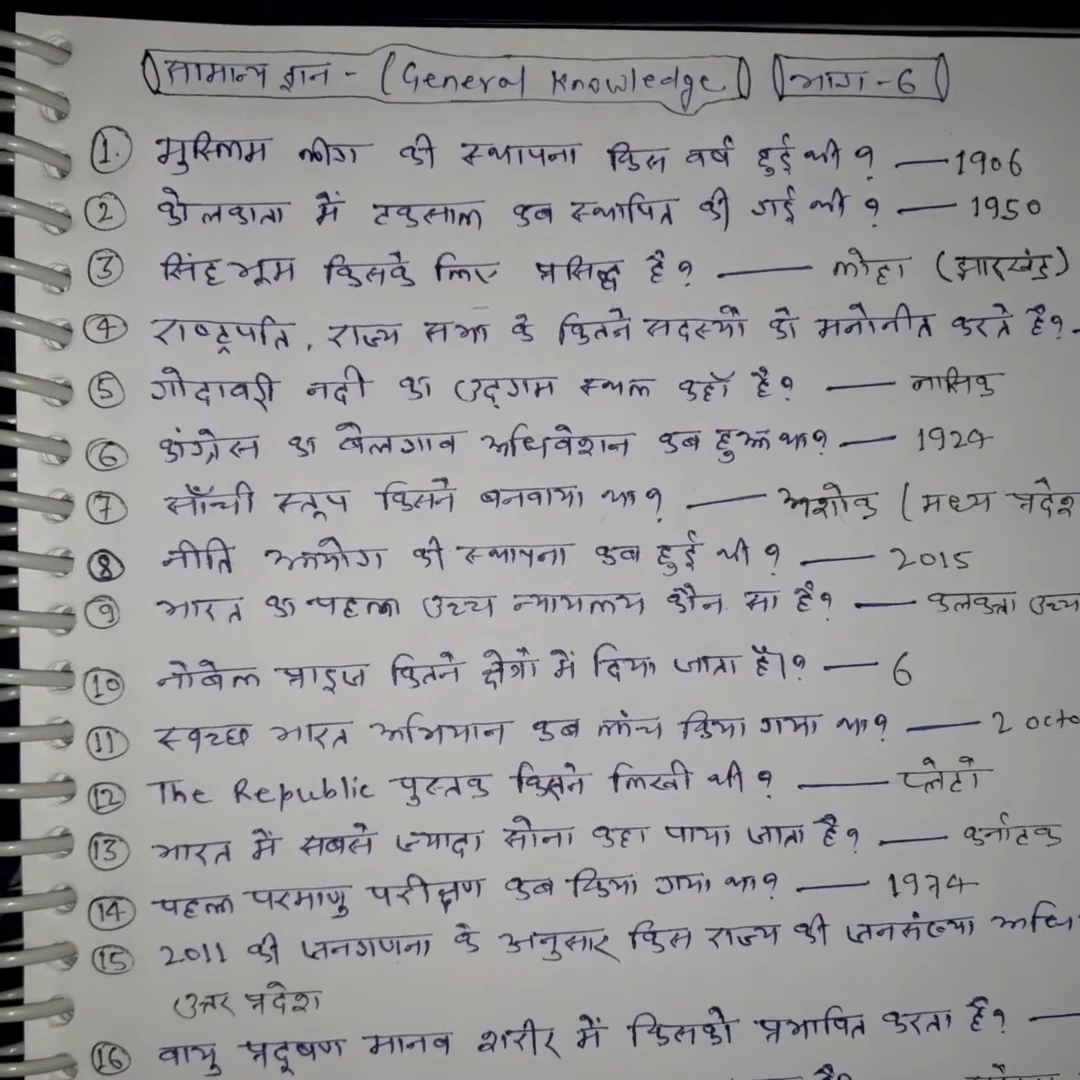 सामान्य ज्ञान - (General Knowledge) भाग - 6
1. मुस्लिम लीग की स्थापना किस वर्ष हुई थी ? — 1906
2 कोलकाता में टकसाल कब स्थापित की गई थी ? — 1950
3 सिंहभूम किसके लिए प्रसिद्ध है ? — लोहा (झारखंड)
4 राष्ट्रपति, राज्य सभा के कितने सदस्यों को मनोनीत करते है ? -
5 गोदावरी नदी का उद्गम स्थल कहाँ है ? — नासिक
6 कांग्रेस का बेलगाव अधिवेशन कब हुआ था ? — 1924
7 साँची स्तूप किसने बनवाया था ? — अशोक (मध्य प्रदेश
8 नीति आयोग की स्थापना कब हुई थी ? — 2015
9 भारत का पहला उच्च न्यायलय कौन सा है ? — कलकत्ता उच्च
10 नोबेल प्राइज कितने क्षेत्रों में दिया जाता है। ? — 6
11 स्वच्छ भारत अभियान कब लांच किया गया था ? — 2 octo
12 The Republic पुस्तक किसने लिखी थी ? — प्लेटो
13 भारत में सबसे ज्यादा सोना कहा पाया जाता है ? — कर्नाटक
14 पहला परमाणु परीक्षण कब किया गया था ? — 1974
15 2011 की जनगणना के अनुसार किस राज्य की जनसंख्या अधि
उत्तर प्रदेश
16 वायु प्रदूषण मानव शरीर में किसको प्रभावित करता है ? —